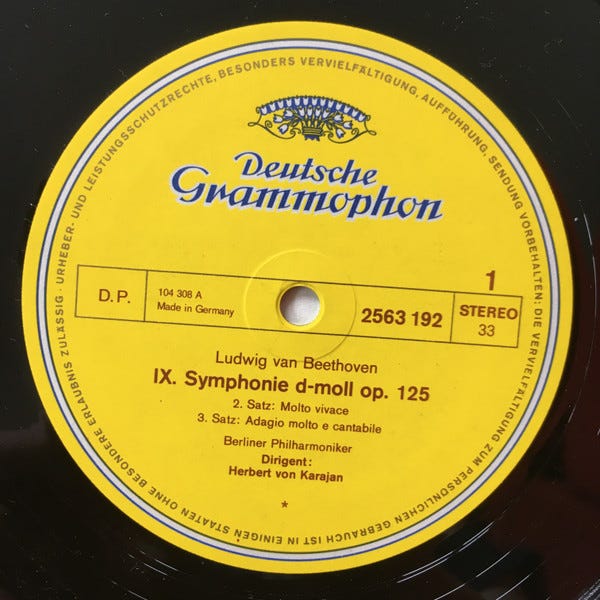 URHEBER- UND LEISTUNGSSCHUTZRECHTE, BESONDERS VERVIELFÄLTIGUNG, AUFFÜHRUNG, SENDUNG VORBEHALTEN; DIE VERVIELFÄLTIGUNG ZUM PERSÖNLICHEN GEBRAUCH IST IN EINIGEN STAATEN OHNE BESONDERE ERLAUBNIS ZULÄSSIG ·
Deutsche
Grammophon
1
D.P.
104 308 A
Made in Germany
2563 192
STEREO
33
Ludwig van Beethoven
IX. Symphonie d-moll op. 125
2. Satz: Molto vivace
3. Satz: Adagio molto e cantabile
Berliner Philharmoniker
Dirigent:
Herbert von Karajan
*